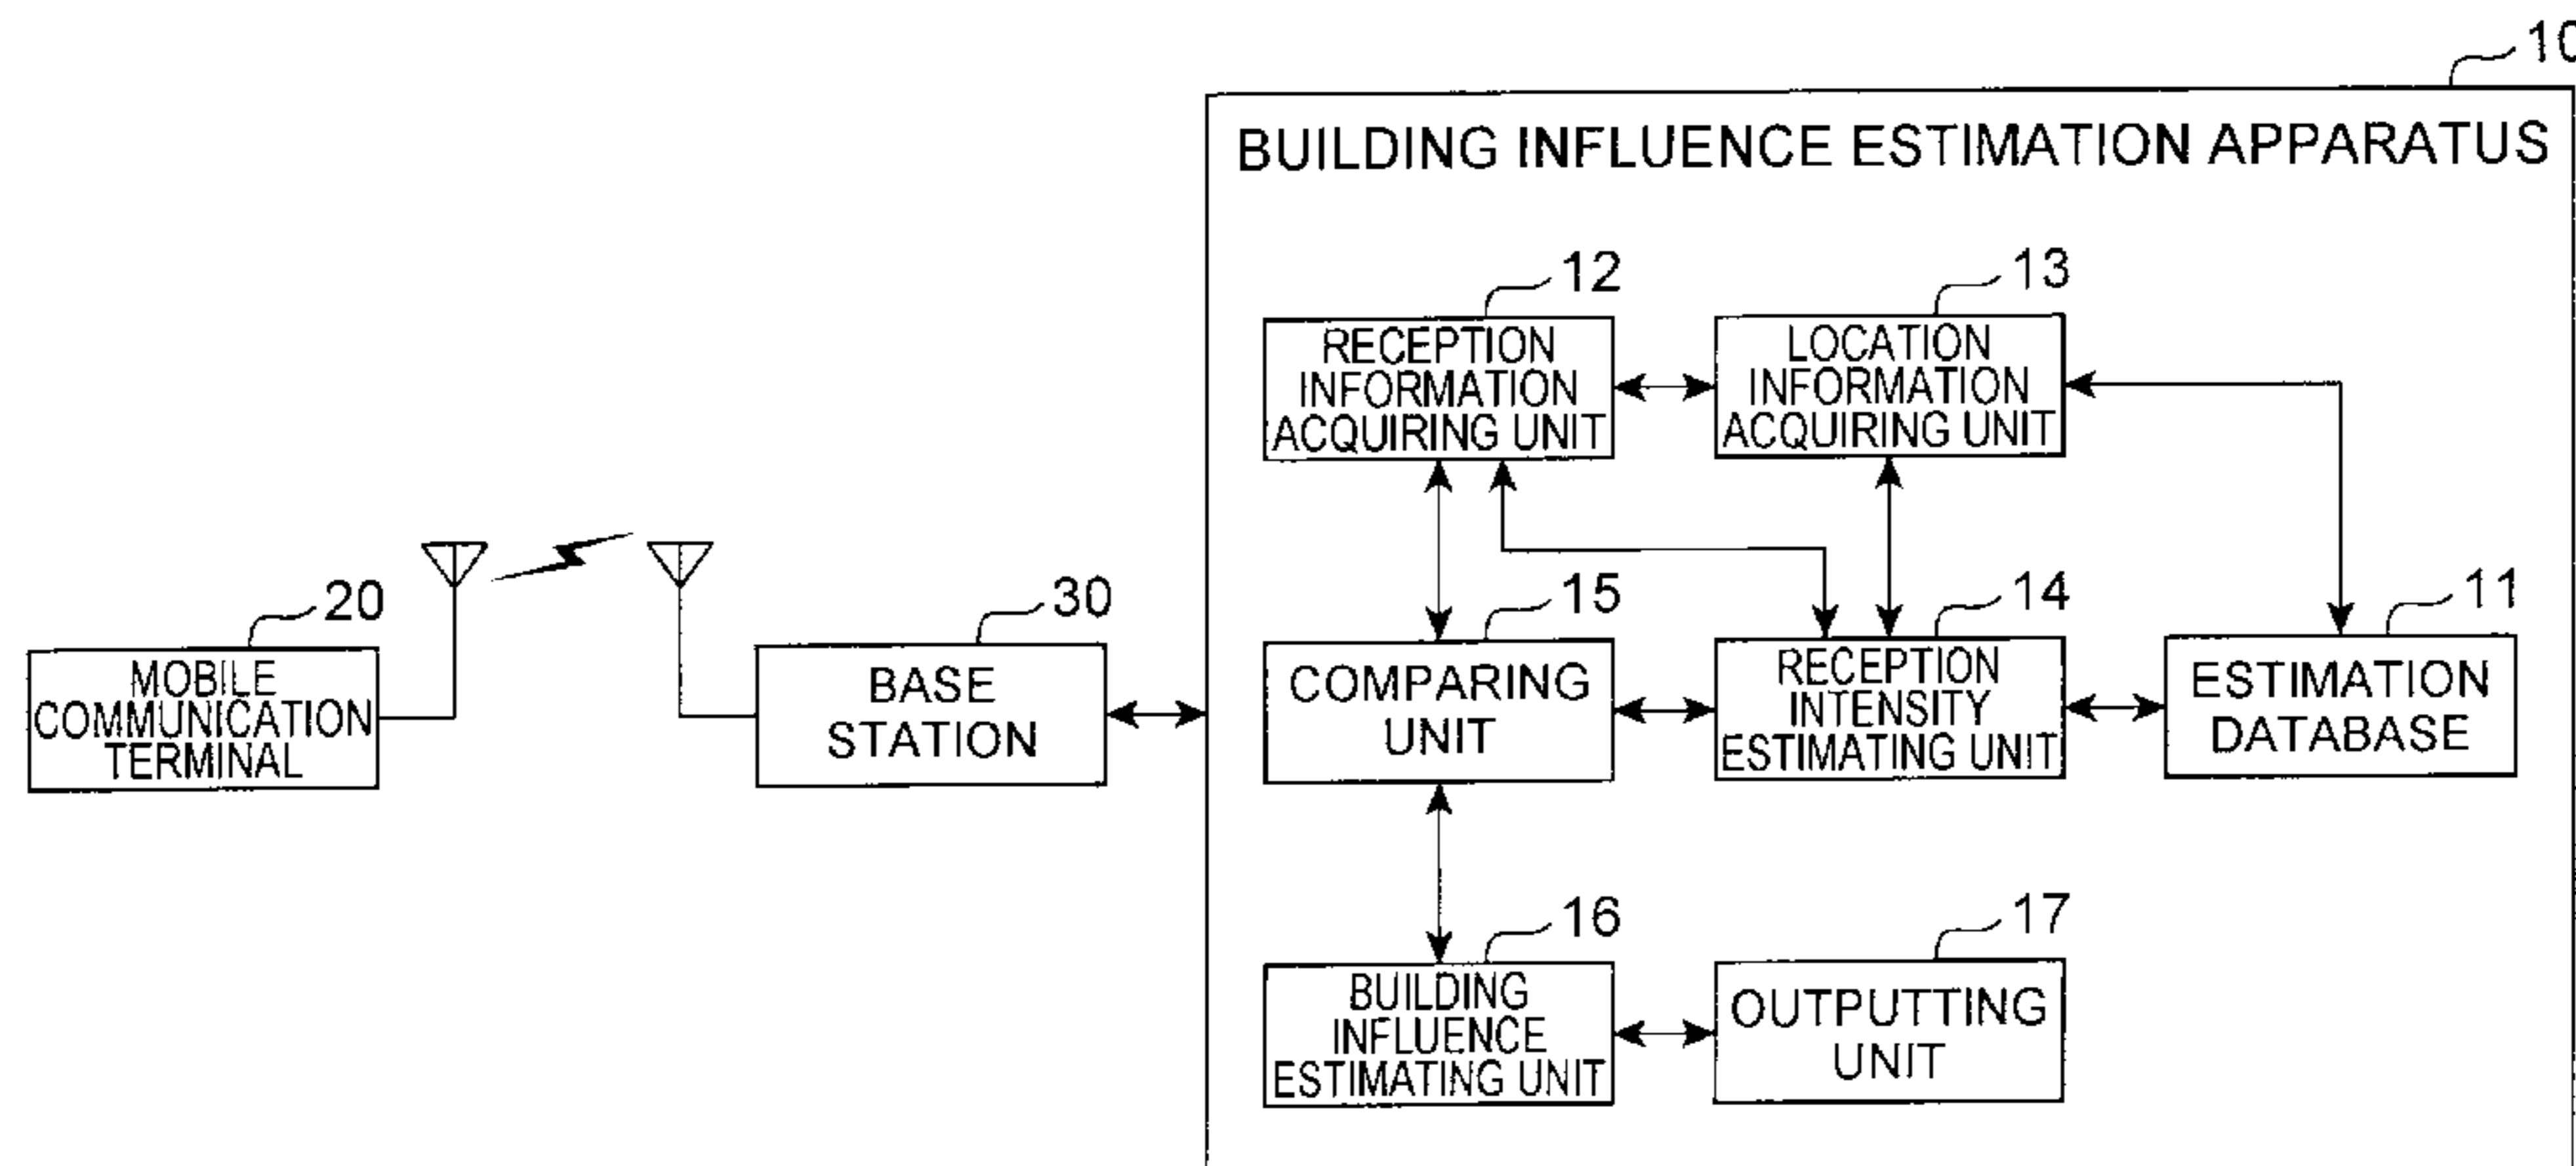 10
BUILDING INFLUENCE ESTIMATION APPARATUS
12
RECEPTION
INFORMATION
ACQUIRING UNIT
13
LOCATION
INFORMATION
ACQUIRING UNIT
20
MOBILE
COMMUNICATION
TERMINAL
30
BASE
STATION
15
COMPARING
UNIT
14
RECEPTION
INTENSITY
ESTIMATING UNIT
11
ESTIMATION
DATABASE
16
BUILDING
INFLUENCE
ESTIMATING UNIT
17
OUTPUTTING
UNIT